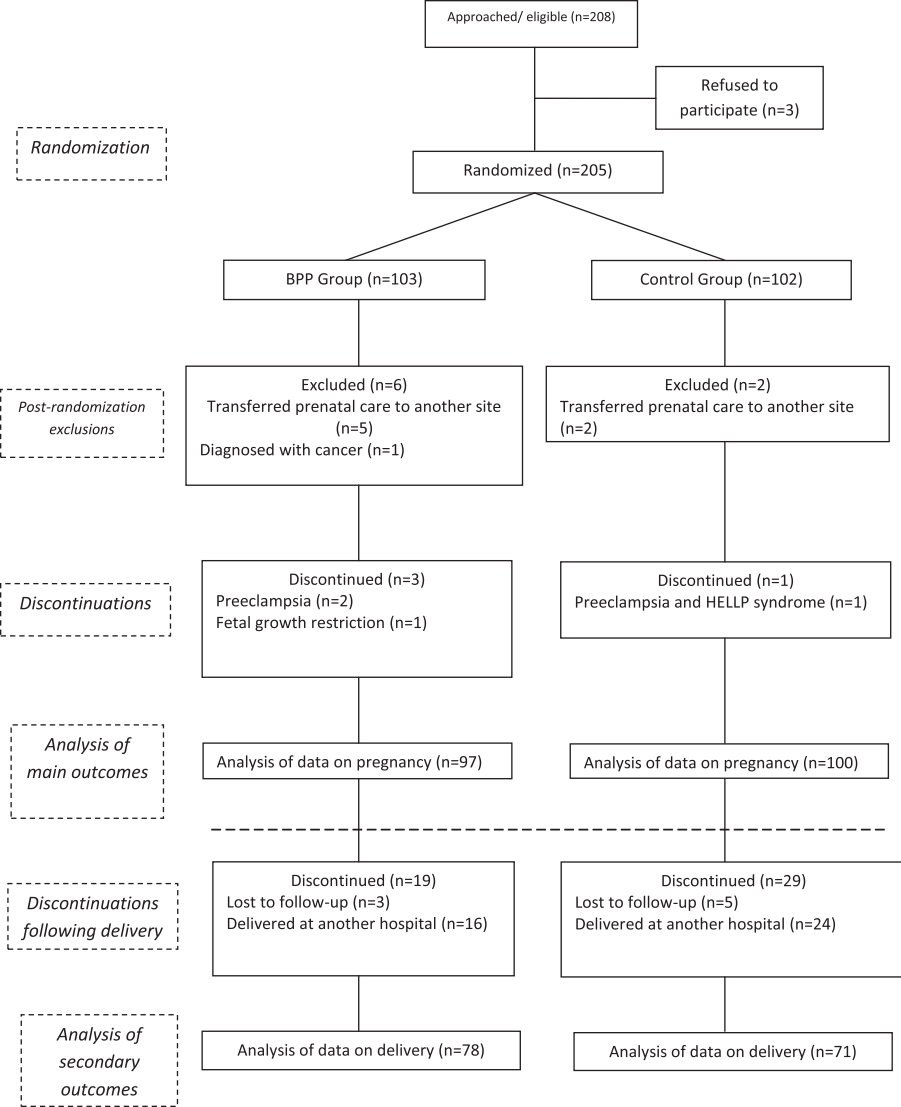 Approached/ eligible (n=208)
Refused to
participate (n=3)
Randomization
Randomized (n=205)
BPP Group (n=103)
Control Group (n=102)
Post-randomization
exclusions
Excluded (n=6)
Transferred prenatal care to another site
(n=5)
Diagnosed with cancer (n=1)
Excluded (n=2)
Transferred prenatal care to another site
(n=2)
Discontinuations
Discontinued (n=3)
Preeclampsia (n=2)
Fetal growth restriction (n=1)
Discontinued (n=1)
Preeclampsia and HELLP syndrome (n=1)
Analysis of
main outcomes
Analysis of data on pregnancy (n=97)
Analysis of data on pregnancy (n=100)
Discontinuations
following delivery
Discontinued (n=19)
Lost to follow-up (n=3)
Delivered at another hospital (n=16)
Discontinued (n=29)
Lost to follow-up (n=5)
Delivered at another hospital (n=24)
Analysis of
secondary
outcomes
Analysis of data on delivery (n=78)
Analysis of data on delivery (n=71)